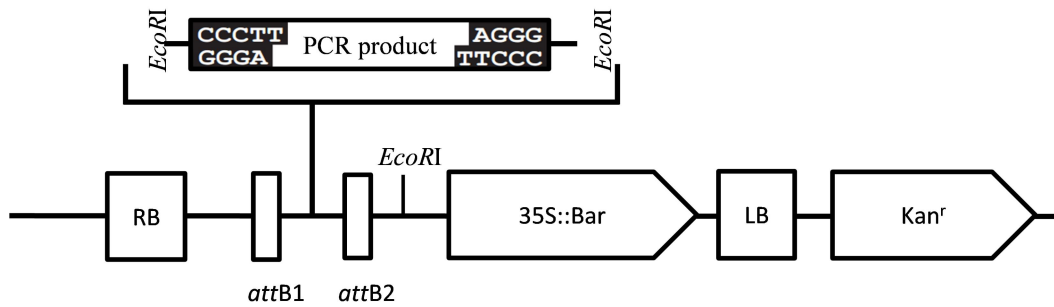 EcoRI
CCCTT
GGGA
PCR product
AGGG
TTCCC
EcoRI
EcoRI
RB
35S::Bar
LB
Kanʳ
attB1
attB2